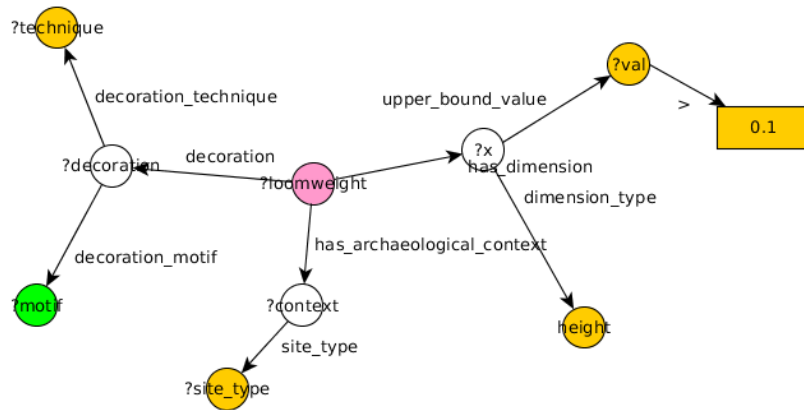 ?technique
?val
decoration_technique
upper_bound_value
>
0.1
?decoration
decoration
?x
has_dimension
?loomweight
dimension_type
decoration_motif
has_archaeological_context
?motif
?context
height
site_type
?site_type